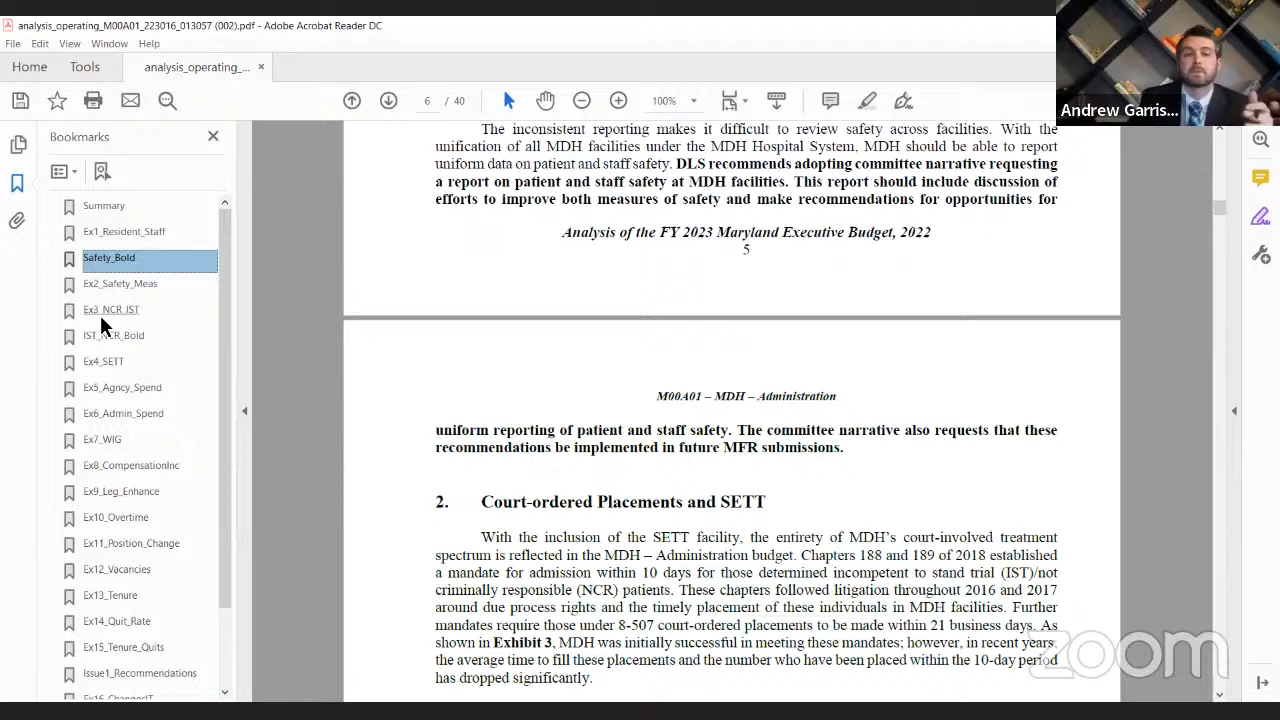 analysis_operating_M00A01_223016_013057 (002).pdf - Adobe Acrobat Reader DC
File Edit View Window Help
Home Tools analysis_operating_... ×
6 / 40 100%
Andrew Garris...
Bookmarks
Summary
Ex1_Resident_Staff
Safety_Bold
Ex2_Safety_Meas
Ex3_NCR_IST
IST_NCR_Bold
Ex4_SETT
Ex5_Agncy_Spend
Ex6_Admin_Spend
Ex7_WIG
Ex8_CompensationInc
Ex9_Leg_Enhance
Ex10_Overtime
Ex11_Position_Change
Ex12_Vacancies
Ex13_Tenure
Ex14_Quit_Rate
Ex15_Tenure_Quits
Issue1_Recommendations
Ex16_ChangesIT
The inconsistent reporting makes it difficult to review safety across facilities. With the
unification of all MDH facilities under the MDH Hospital System, MDH should be able to report
uniform data on patient and staff safety. DLS recommends adopting committee narrative requesting
a report on patient and staff safety at MDH facilities. This report should include discussion of
efforts to improve both measures of safety and make recommendations for opportunities for
Analysis of the FY 2023 Maryland Executive Budget, 2022
5
M00A01 – MDH – Administration
uniform reporting of patient and staff safety. The committee narrative also requests that these
recommendations be implemented in future MFR submissions.
2. Court-ordered Placements and SETT
With the inclusion of the SETT facility, the entirety of MDH's court-involved treatment
spectrum is reflected in the MDH – Administration budget. Chapters 188 and 189 of 2018 established
a mandate for admission within 10 days for those determined incompetent to stand trial (IST)/not
criminally responsible (NCR) patients. These chapters followed litigation throughout 2016 and 2017
around due process rights and the timely placement of these individuals in MDH facilities. Further
mandates require those under 8-507 court-ordered placements to be made within 21 business days. As
shown in Exhibit 3, MDH was initially successful in meeting these mandates; however, in recent years,
the average time to fill these placements and the number who have been placed within the 10-day period
has dropped significantly.
zoom